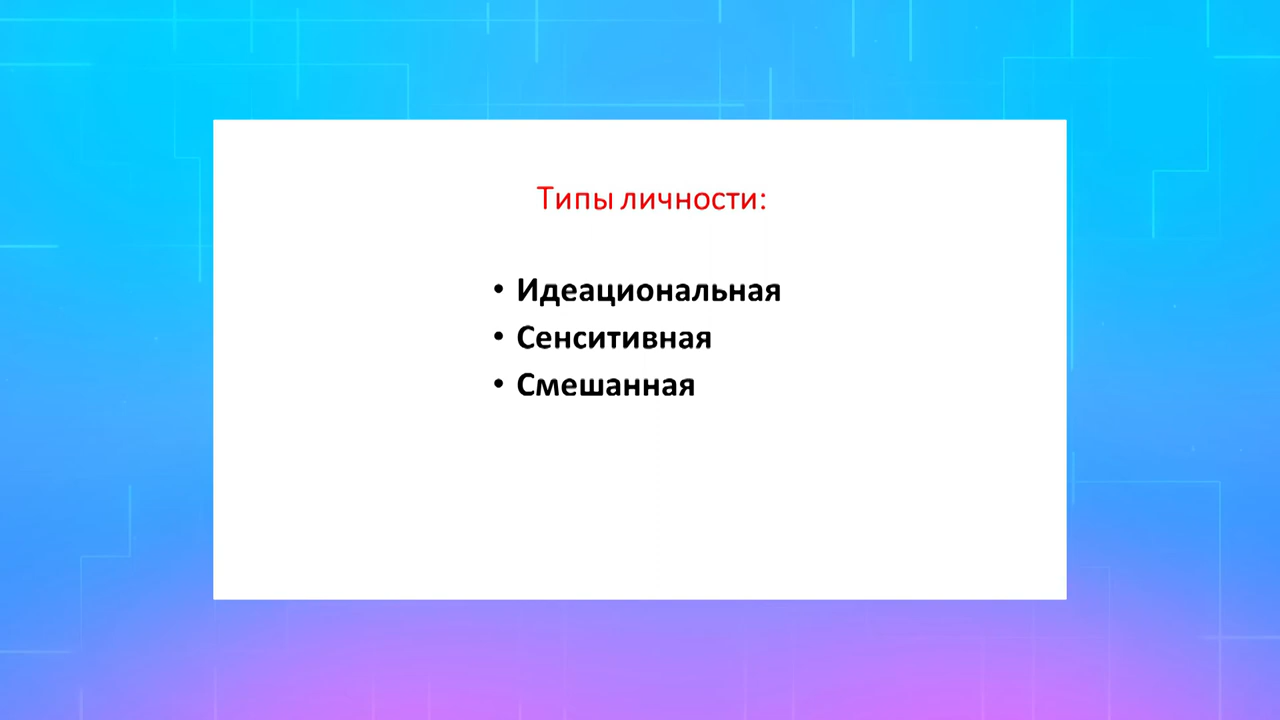 Типы личности:
• Идеациональная
• Сенситивная
• Смешанная